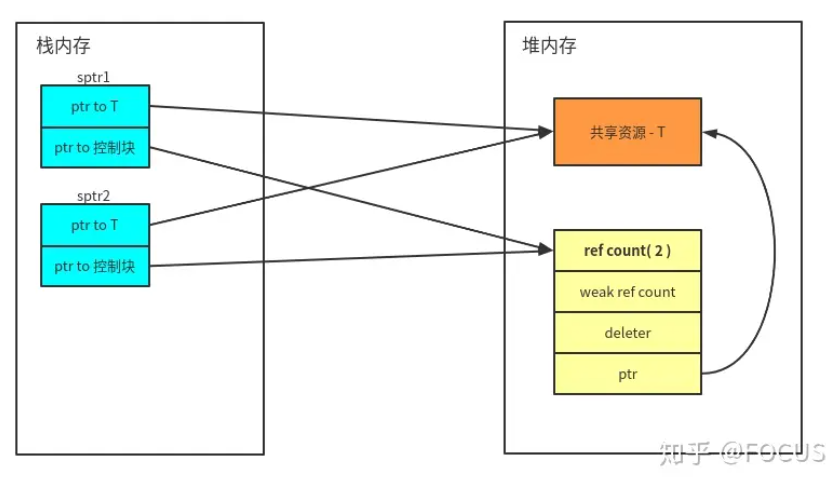 栈内存
sptr1
ptr to T
ptr to 控制块
sptr2
ptr to T
ptr to 控制块
堆内存
共享资源 - T
ref count( 2 )
weak ref count
deleter
ptr
知乎 @FOCUS